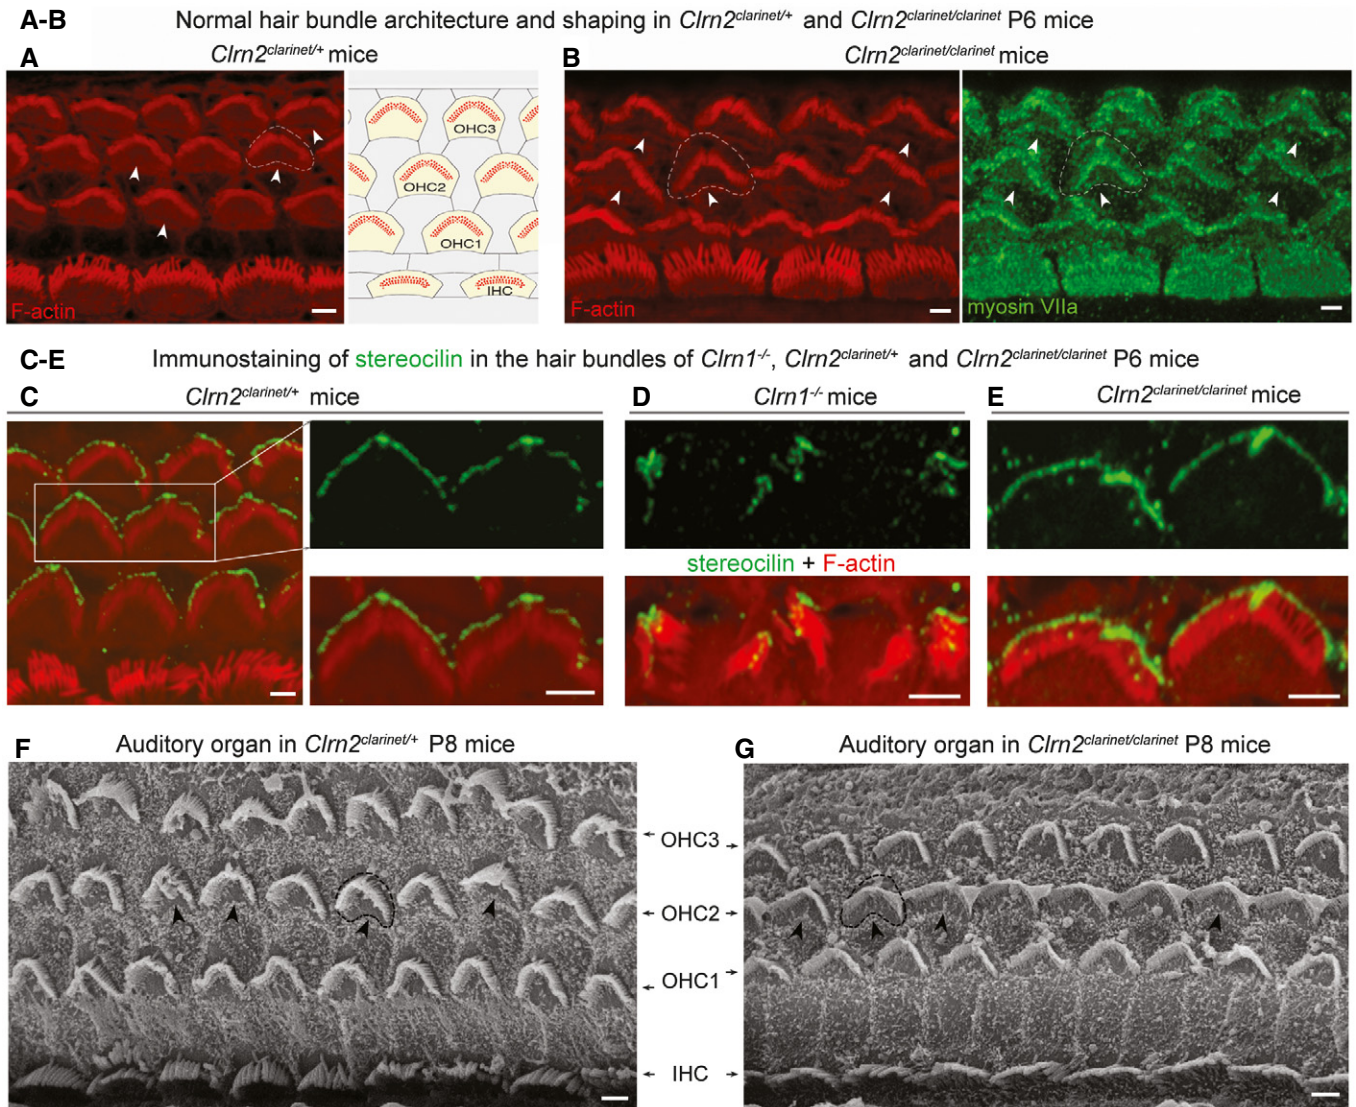 A-B Normal hair bundle architecture and shaping in Clrn2clarinet/+ and Clrn2clarinet/clarinet P6 mice
A Clrn2clarinet/+ mice
B Clrn2clarinet/clarinet mice
F-actin
OHC3
OHC2
OHC1
IHC
F-actin
myosin VIIa
C-E Immunostaining of stereocilin in the hair bundles of Clrn1-/-, Clrn2clarinet/+ and Clrn2clarinet/clarinet P6 mice
C Clrn2clarinet/+ mice
D Clrn1-/- mice
E Clrn2clarinet/clarinet mice
stereocilin + F-actin
F Auditory organ in Clrn2clarinet/+ P8 mice
G Auditory organ in Clrn2clarinet/clarinet P8 mice
OHC3
OHC2
OHC1
IHC